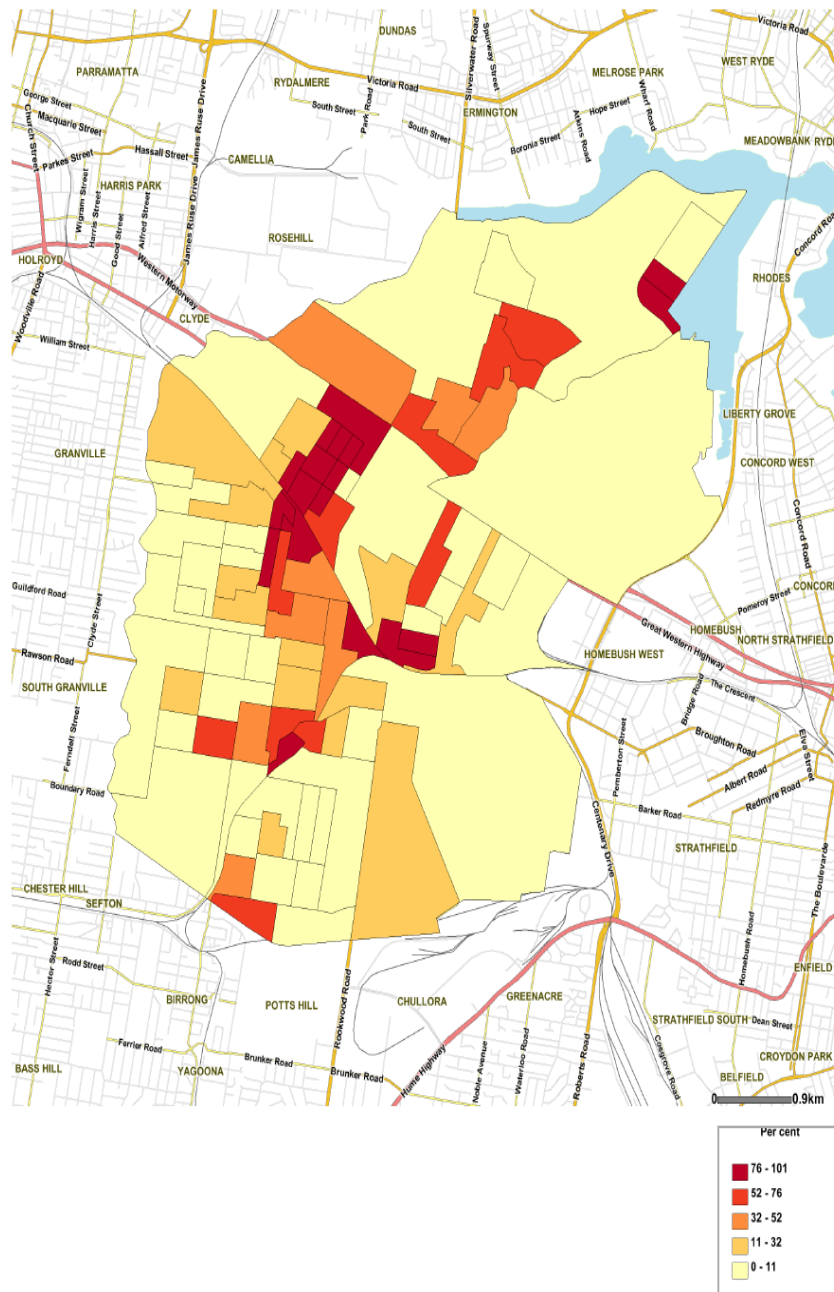 DUNDAS
Victoria Road
Spurway Street
Silverwater Road
WEST RYDE
PARRAMATTA
MELROSE PARK
RYDALMERE
Victoria Road
James Ruse Drive
Park Road
George Street
Hope Street
Wharf Road
South Street
ERMINGTON
Macquarie Street
Church Street
Atkins Road
South Street
Boronia Street
MEADOWBANK RYD
Hassall Street
Parkes Street
CAMELLIA
HARRIS PARK
Wigram Street
Harris Street
Good Street
Alfred Street
James Ruse Drive
ROSEHILL
Concord Roa
HOLROYD
Western Motorway
RHODES
Woodville Road
CLYDE
William Street
LIBERTY GROVE
GRANVILLE
CONCORD WEST
Concord Road
Guildford Road
Clyde Street
CONCOR
Pomeroy Street
HOMEBUSH
NORTH STRATHFIELD
Great Western Highway
Rawson Road
HOMEBUSH WEST
The Crescent
SOUTH GRANVILLE
Bridge Road
Ferndell Street
Broughton Road
Elva Street
Pemberton Street
Albert Road
Boundary Road
Redmyre Road
Barker Road
Centenary Drive
STRATHFIELD
The Boulevarde
CHESTER HILL
SEFTON
Homebush Road
Hector Street
Rodd Street
ENFIELD
Rookwood Road
BIRRONG
POTTS HILL
CHULLORA
GREENACRE
STRATHFIELD SOUTH
Dean Street
Ferrier Road
Brunker Road
CROYDON PARK
BASS HILL
YAGOONA
Brunker Road
Hume Highway
Noble Avenue
Waterloo Road
Roberts Road
Cosgrove Road
BELFIELD
0
0.9km
Per cent
76 - 101
52 - 76
32 - 52
11 - 32
0 - 11